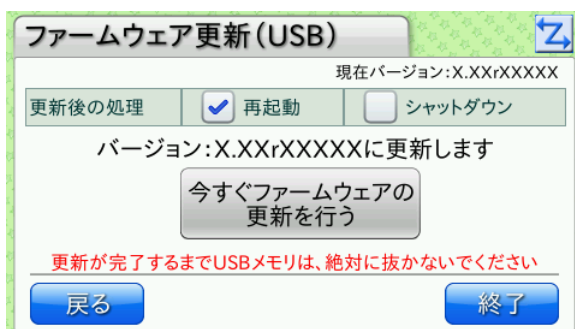 ファームウェア更新（USB）
現在バージョン：X.XXrXXXXX
更新後の処理 再起動 シャットダウン
バージョン：X.XXrXXXXXに更新します
今すぐファームウェアの
更新を行う
更新が完了するまでUSBメモリは、絶対に抜かないでください
戻る 終了